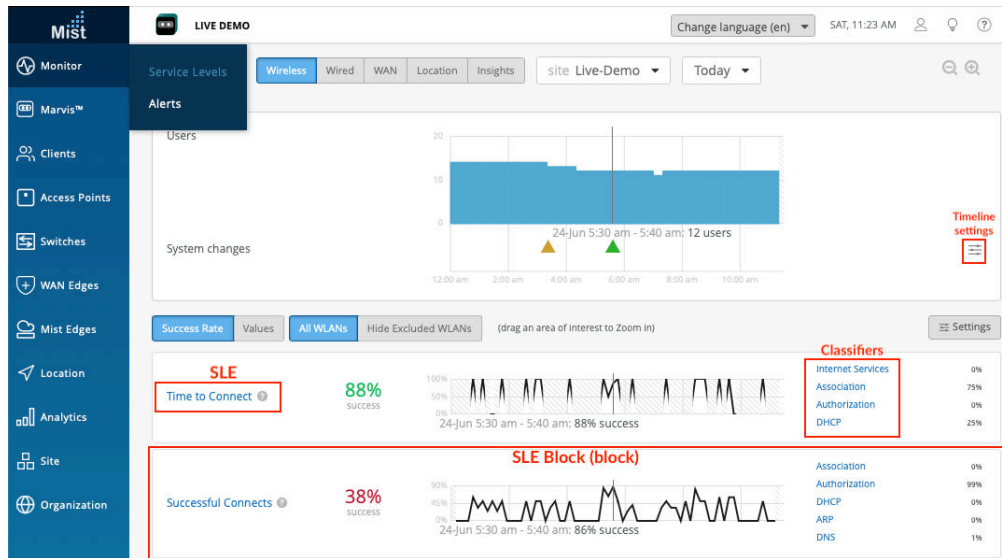 Mist
LIVE DEMO
Change language (en)
SAT, 11:23 AM
?
Monitor
Marvis™
Clients
Access Points
Switches
WAN Edges
Mist Edges
Location
Analytics
Site
Organization
Service Levels
Alerts
Wireless Wired WAN Location Insights
site Live-Demo
Today
Users
20
10
0
24-Jun 5:30 am - 5:40 am: 12 users
System changes
12:00 am 2:00 am 4:00 am 6:00 am 8:00 am 10:00 am
Timeline
settings
Success Rate Values
All WLANs Hide Excluded WLANs
(drag an area of interest to Zoom in)
Settings
SLE
Time to Connect ?
88%
success
100%
50%
0%
24-Jun 5:30 am - 5:40 am: 88% success
Classifiers
Internet Services 0%
Association 75%
Authorization 0%
DHCP 25%
SLE Block (block)
Successful Connects ?
38%
success
90%
45%
0%
24-Jun 5:30 am - 5:40 am: 86% success
Association 0%
Authorization 99%
DHCP 0%
ARP 0%
DNS 1%